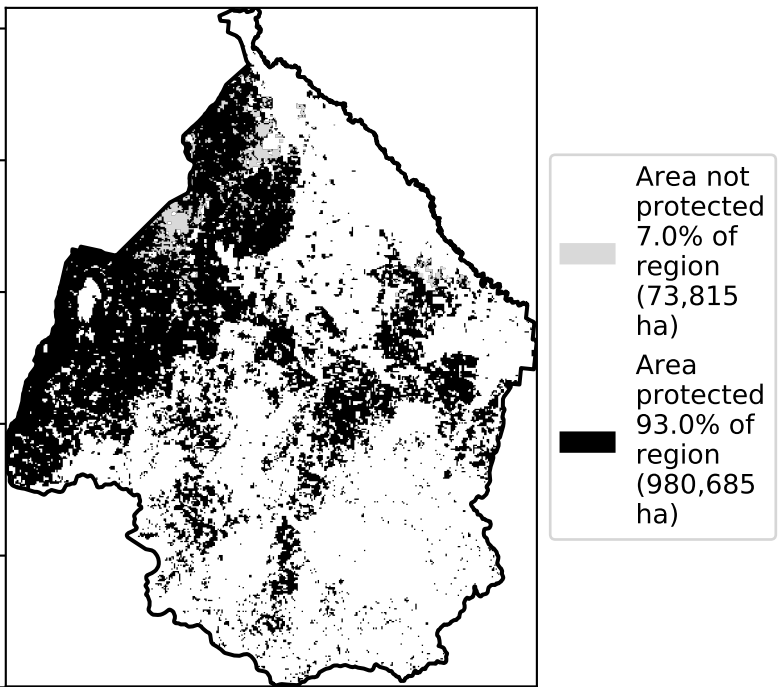 Area not
protected
7.0% of
region
(73,815
ha)
Area
protected
93.0% of
region
(980,685
ha)